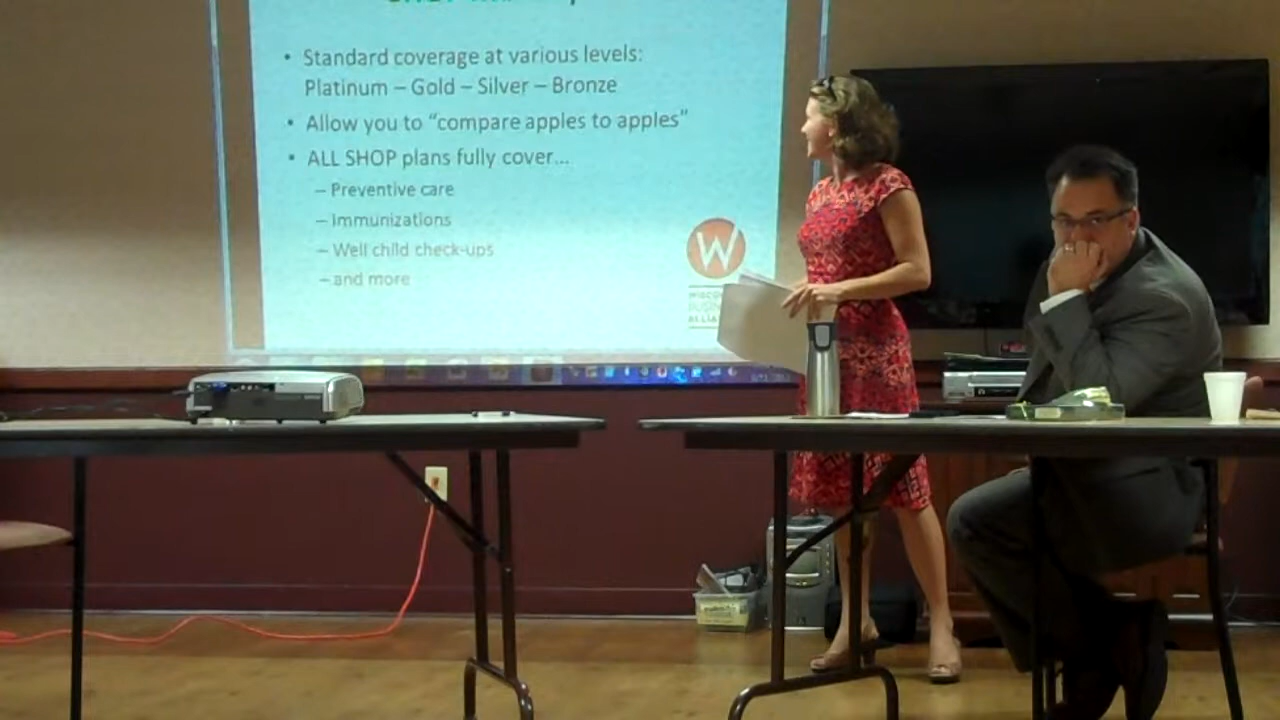 • Standard coverage at various levels:
Platinum – Gold – Silver – Bronze
• Allow you to “compare apples to apples”
• ALL SHOP plans fully cover...
– Preventive care
– Immunizations
– Well child check-ups
– and more
W